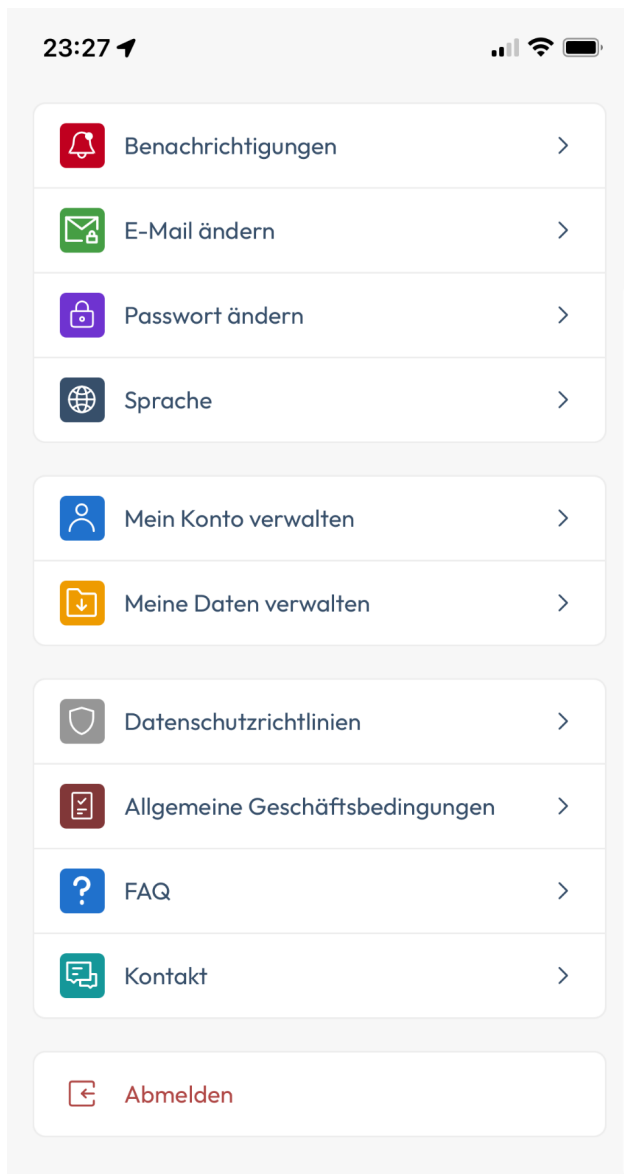 23:27
Benachrichtigungen
E-Mail ändern
Passwort ändern
Sprache
Mein Konto verwalten
Meine Daten verwalten
Datenschutzrichtlinien
Allgemeine Geschäftsbedingungen
FAQ
Kontakt
Abmelden